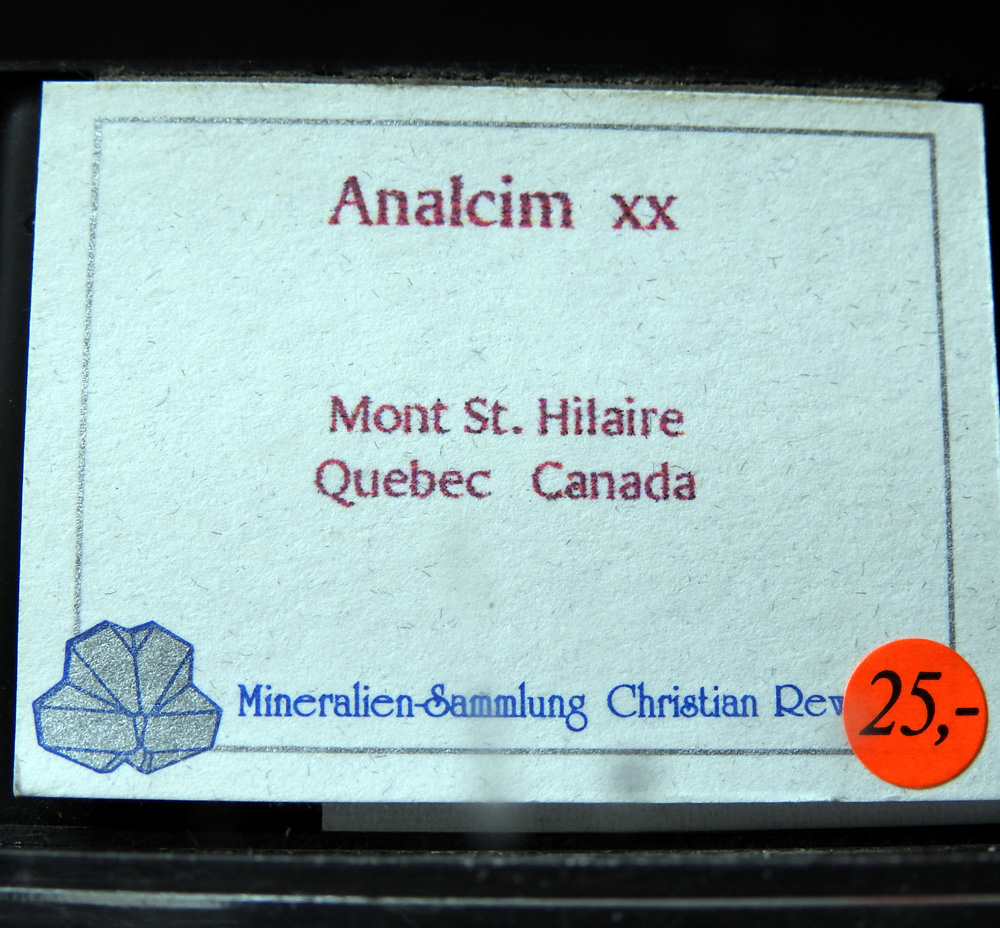 Analcim xx
Mont St. Hilaire
Quebec Canada
Mineralien-Sammlung Christian
25,-